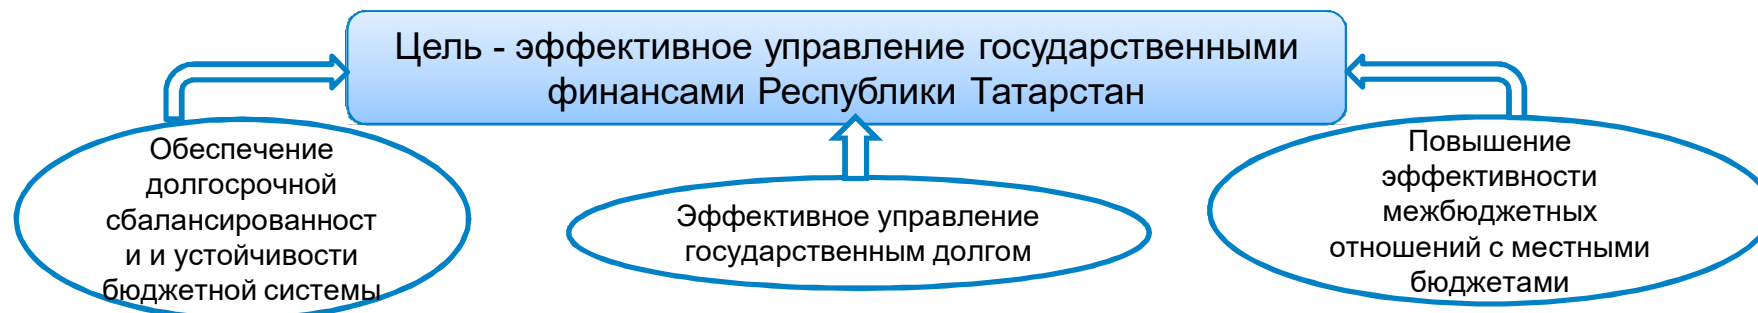 Цель - эффективное управление государственными
финансами Республики Татарстан
Обеспечение
долгосрочной
сбалансированност
и и устойчивости
бюджетной системы
Эффективное управление
государственным долгом
Повышение
эффективности
межбюджетных
отношений с местными
бюджетами